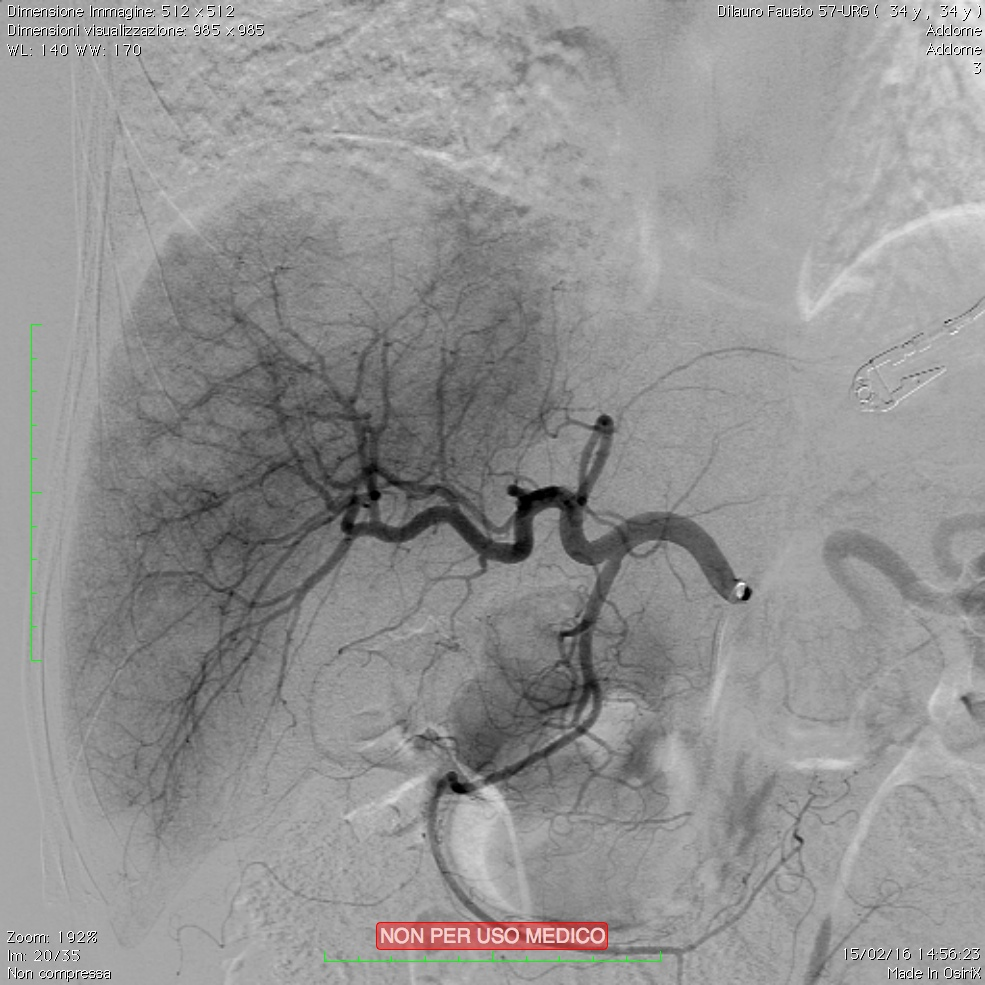 Dimensione Immagine: 512 x 512
Dimensioni visualizzazione: 985 x 985
WL: 140 WW: 170
Dilauro Fausto 57-URG ( 34 y , 34 y )
Addome
Addome
3
Zoom: 192%
Im: 20/35
Non compressa
NON PER USO MEDICO
15/02/16 14:56:23
Made In OsiriX